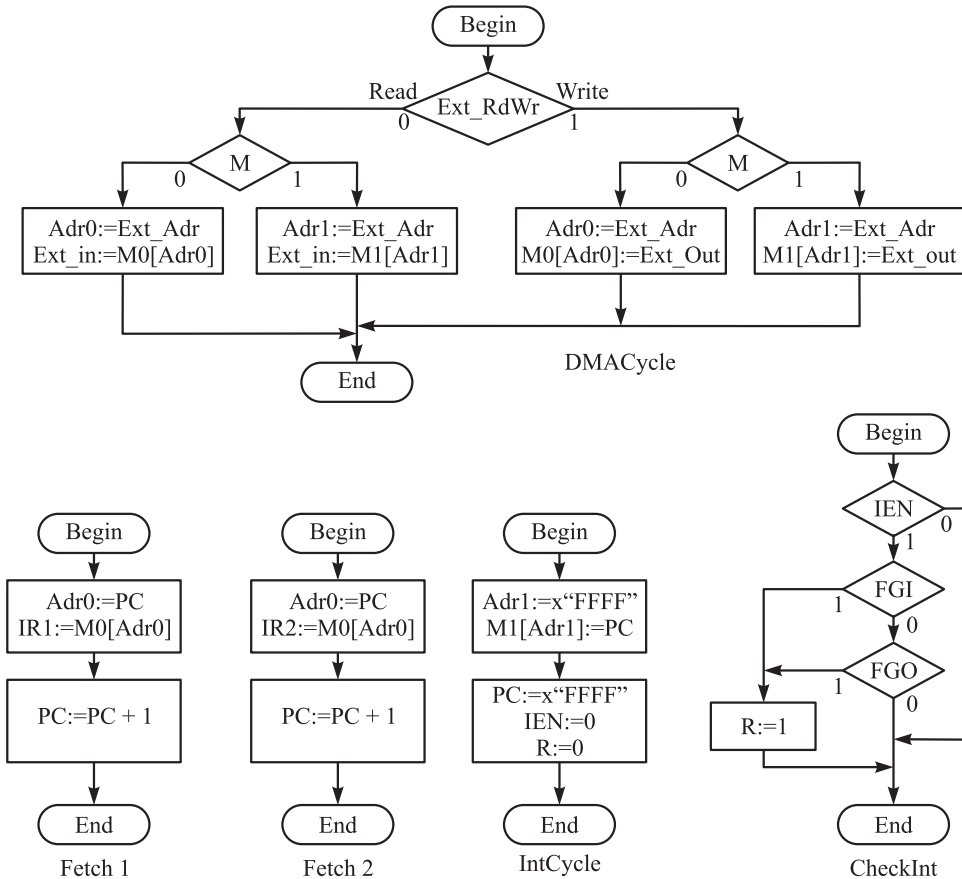 Begin
Read
Write
Ext_RdWr
0
1
M
0
1
M
0
1
Adr0:=Ext_Adr
Ext_in:=M0[Adr0]
Adr1:=Ext_Adr
Ext_in:=M1[Adr1]
Adr0:=Ext_Adr
M0[Adr0]:=Ext_Out
Adr1:=Ext_Adr
M1[Adr1]:=Ext_out
End
DMACycle
Begin
Adr0:=PC
IR1:=M0[Adr0]
PC:=PC + 1
End
Fetch 1
Begin
Adr0:=PC
IR2:=M0[Adr0]
PC:=PC + 1
End
Fetch 2
Begin
Adr1:=x“FFFF”
M1[Adr1]:=PC
PC:=x“FFFF”
IEN:=0
R:=0
End
IntCycle
Begin
IEN
0
1
FGI
1
0
FGO
1
0
R:=1
End
CheckInt